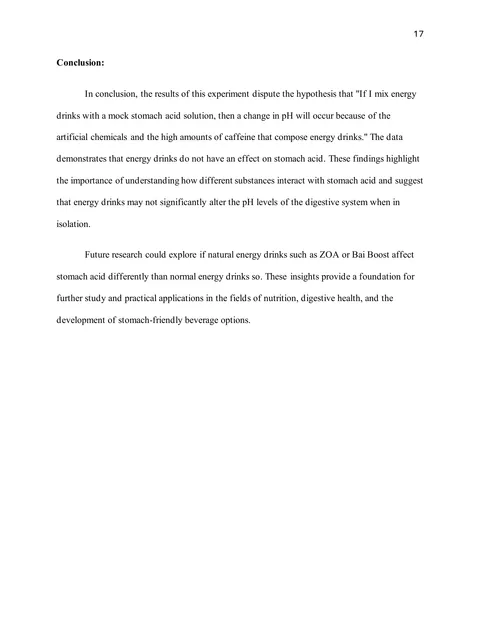 17
Conclusion:
In conclusion, the results of this experiment dispute the hypothesis that "If I mix energy
drinks with a mock stomach acid solution, then a change in pH will occur because of the
artificial chemicals and the high amounts of caffeine that compose energy drinks." The data
demonstrates that energy drinks do not have an effect on stomach acid. These findings highlight
the importance of understanding how different substances interact with stomach acid and suggest
that energy drinks may not significantly alter the pH levels of the digestive system when in
isolation.
Future research could explore if natural energy drinks such as ZOA or Bai Boost affect
stomach acid differently than normal energy drinks so. These insights provide a foundation for
further study and practical applications in the fields of nutrition, digestive health, and the
development of stomach-friendly beverage options.